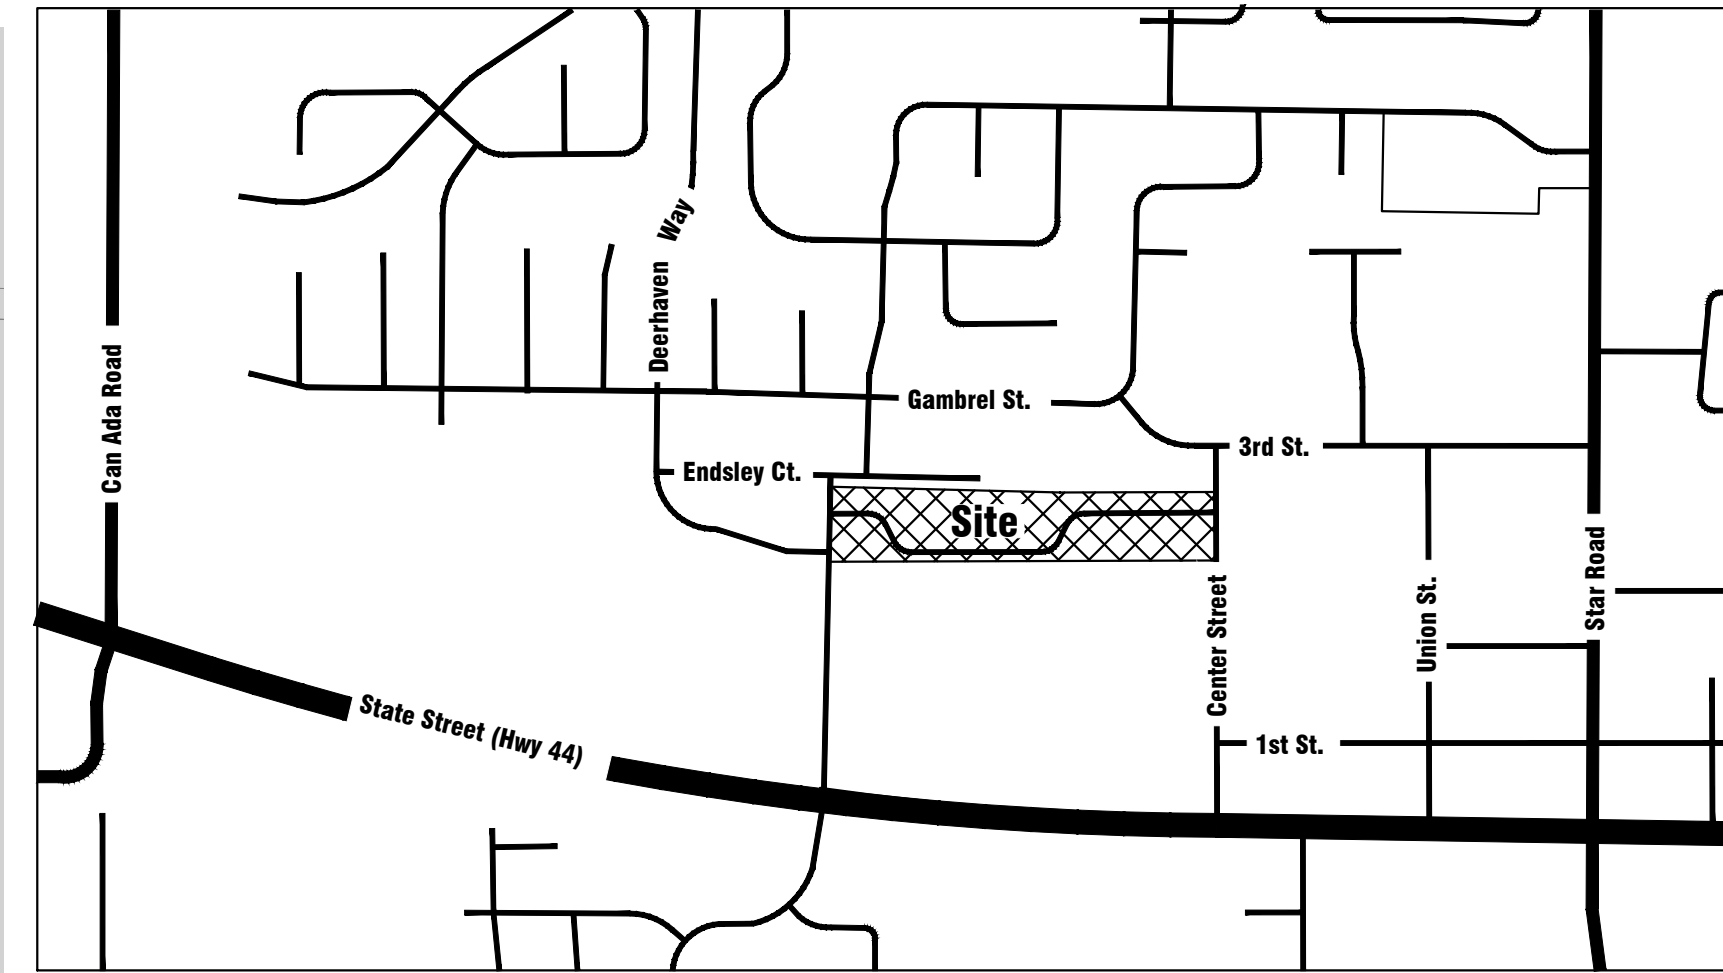 Way
Deerhaven
Can Ada Road
Gambrel St.
3rd St.
Endsley Ct.
Site
Star Road
Union St.
Center Street
State Street (Hwy 44)
1st St.